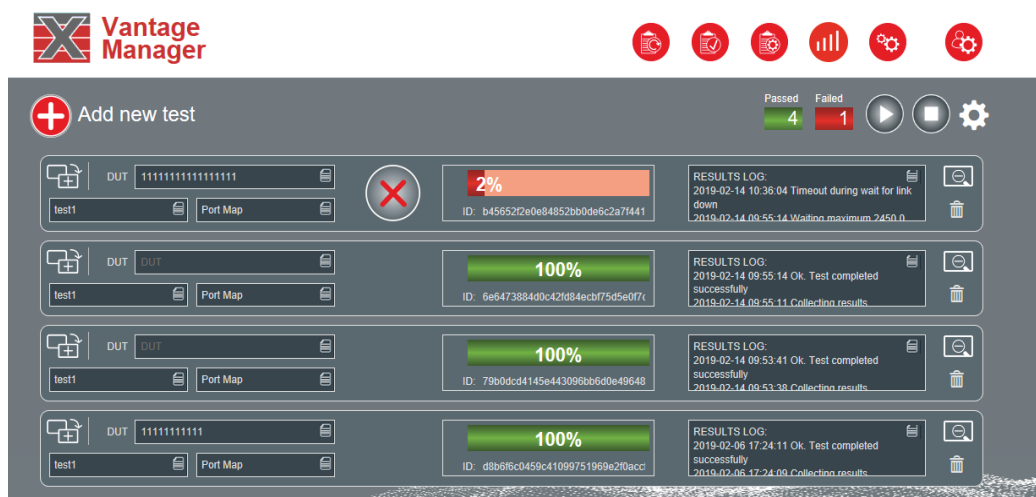 Vantage
Manager
Add new test
Passed
4
Failed
1
DUT
11111111111111111
test1
Port Map
2%
ID: b45652f2e0e84852bb0de6c2a7f441
RESULTS LOG:
2019-02-14 10:36:04 Timeout during wait for link
down
2019-02-14 09:55:14 Waiting maximum 2450.0
DUT
DUT
test1
Port Map
100%
ID: 6e6473884d0c42fd84ecbf75d5e0f7c
RESULTS LOG:
2019-02-14 09:55:14 Ok. Test completed
successfully
2019-02-14 09:55:11 Collecting results
DUT
DUT
test1
Port Map
100%
ID: 79b0dcd4145e443096bb6d0e49648
RESULTS LOG:
2019-02-14 09:53:41 Ok. Test completed
successfully
2019-02-14 09:53:38 Collecting results
DUT
11111111111
test1
Port Map
100%
ID: d8b6f6c0459c41099751969e2f0acc
RESULTS LOG:
2019-02-06 17:24:11 Ok. Test completed
successfully
2019-02-06 17:24:09 Collecting results